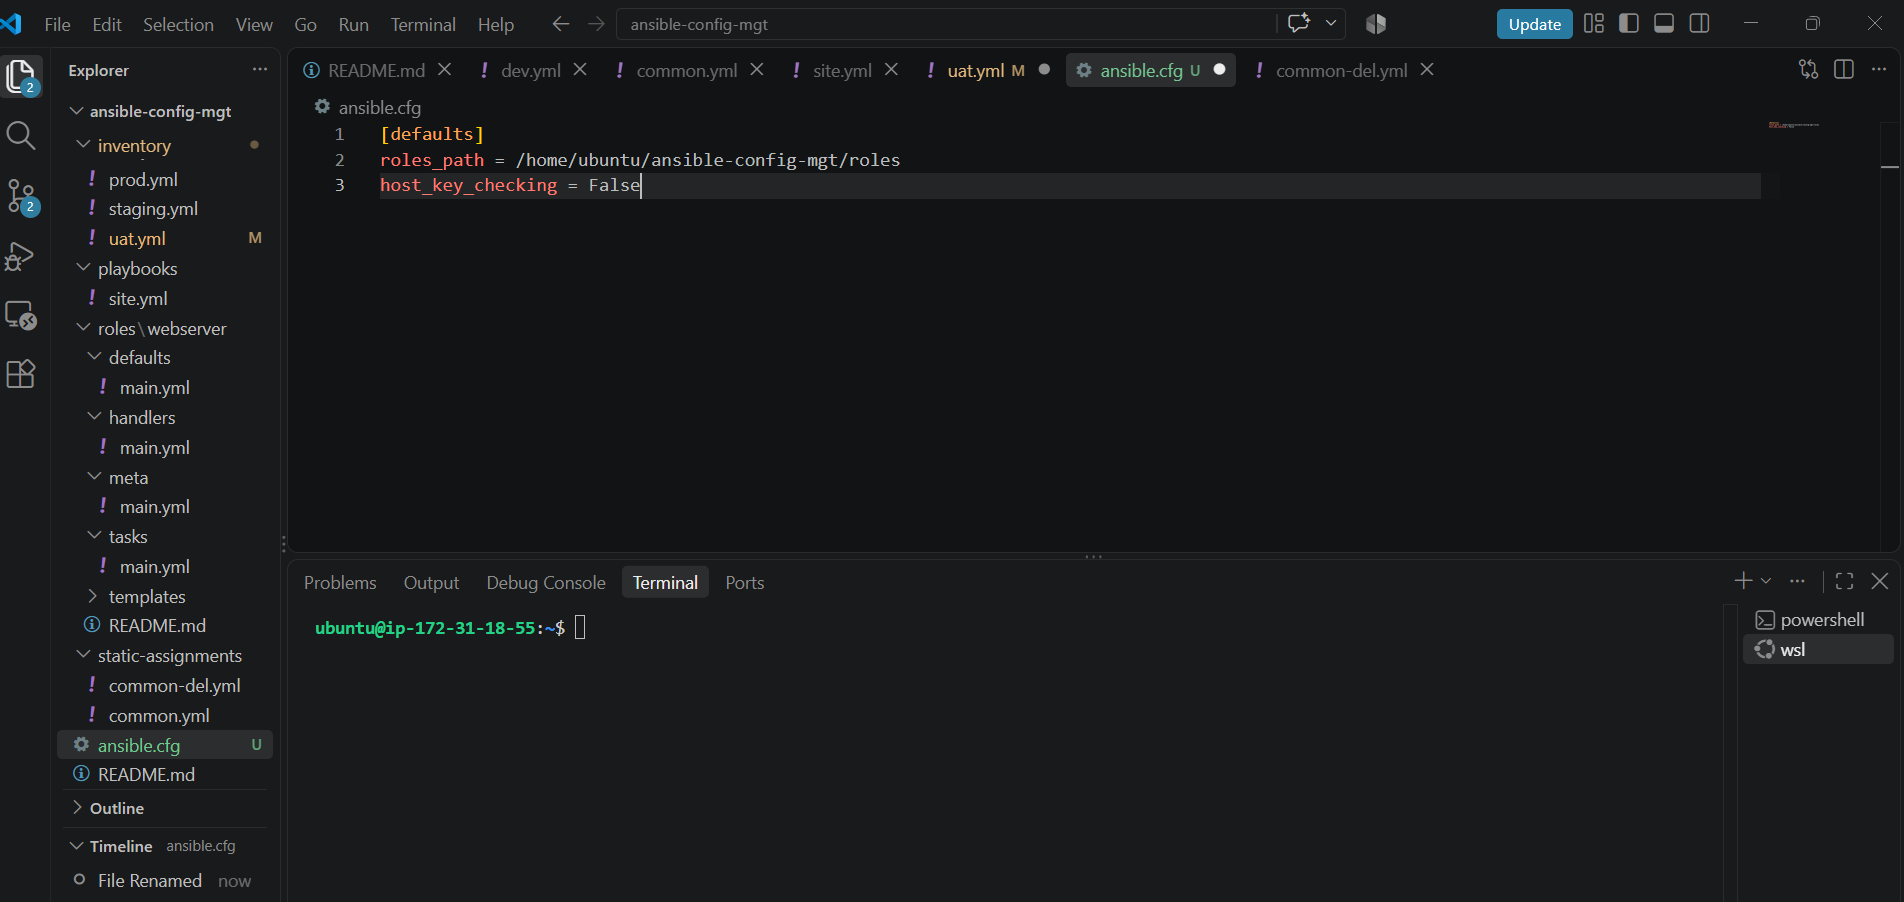 File Edit Selection View Go Run Terminal Help ansible-config-mgt Update
Explorer
README.md dev.yml common.yml site.yml uat.yml M ansible.cfg U common-del.yml
ansible.cfg
1 [defaults]
2 roles_path = /home/ubuntu/ansible-config-mgt/roles
3 host_key_checking = False
2
2
ansible-config-mgt
inventory
prod.yml
staging.yml
uat.yml M
playbooks
site.yml
roles\webserver
defaults
main.yml
handlers
main.yml
meta
main.yml
tasks
main.yml
templates
README.md
static-assignments
common-del.yml
common.yml
ansible.cfg U
README.md
Outline
Timeline ansible.cfg
File Renamed now
Problems Output Debug Console Terminal Ports
ubuntu@ip-172-31-18-55:~$
powershell
wsl